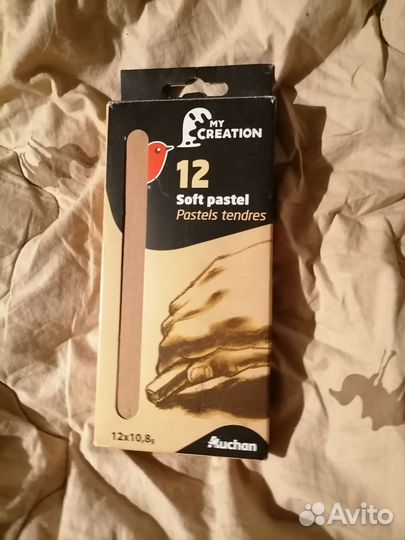 MY
CREATION
12
Soft pastel
Pastels tendres
12x10,8g
Auchan
Avito